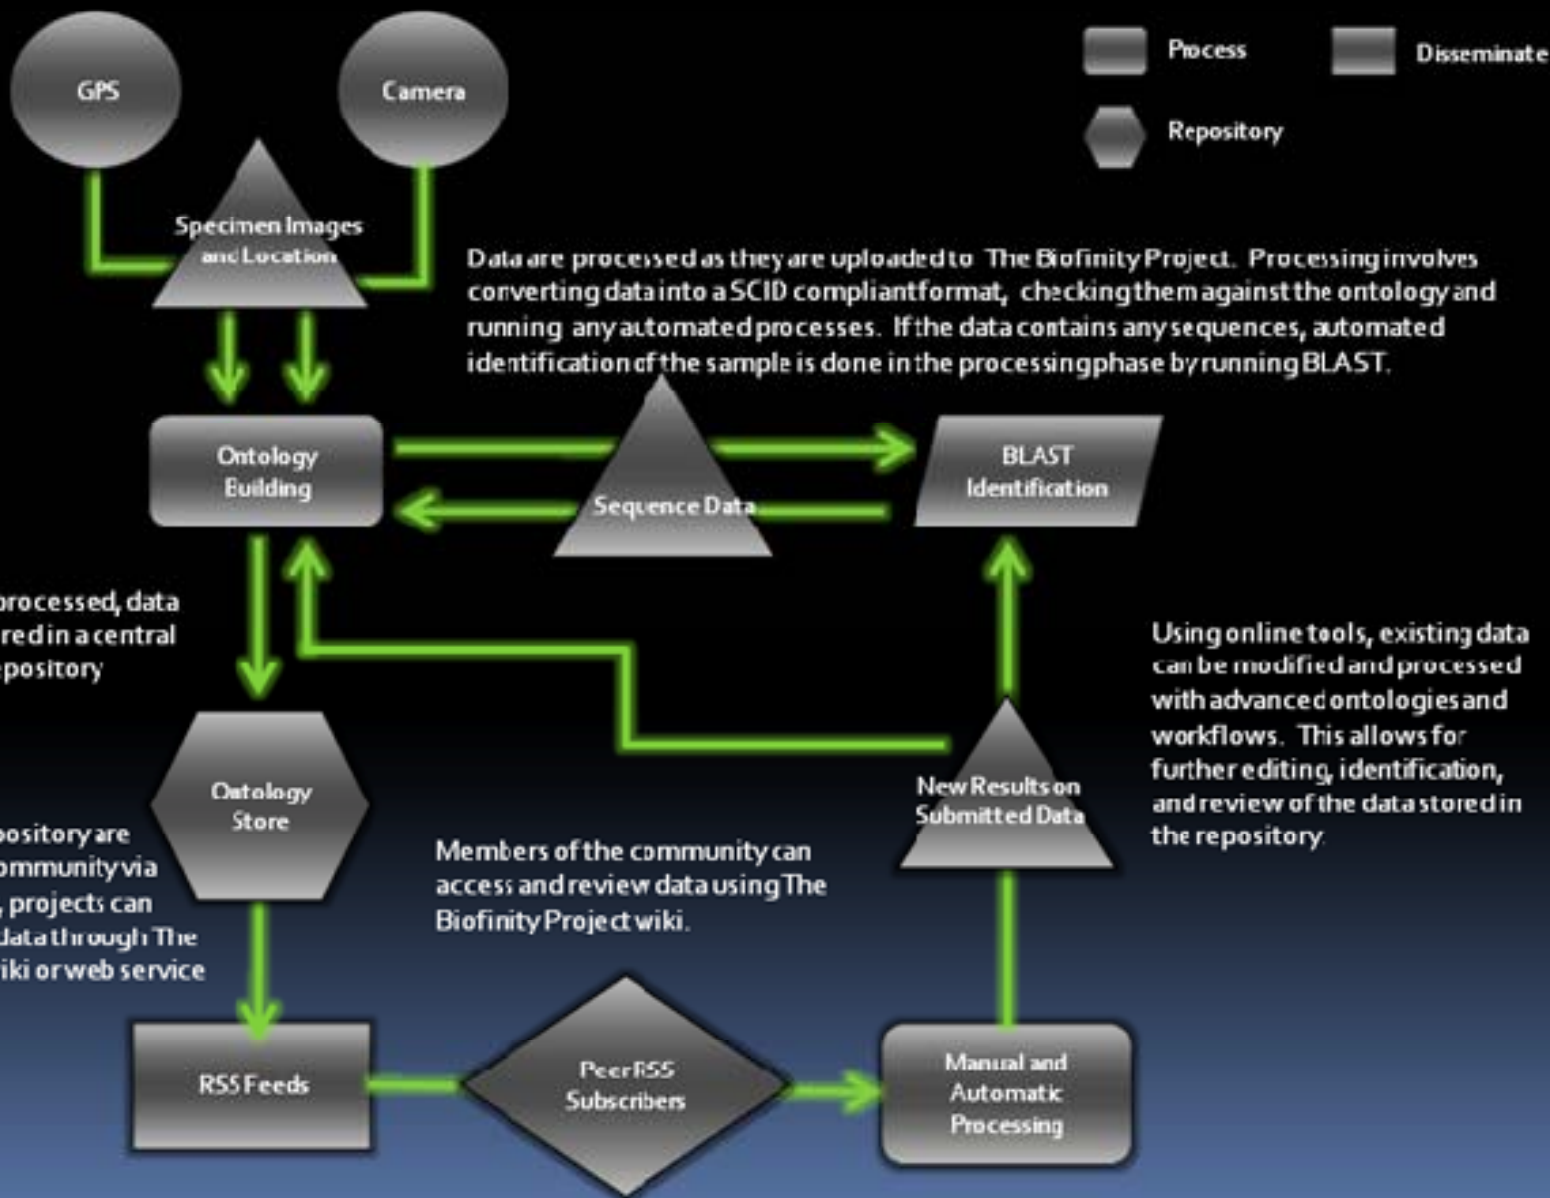 GPS
Camera
Process
Disseminate
Repository
Specimen Images
and Location
Data are processed as they are uploaded to The Biofinity Project. Processing involves
converting data into a SCID compliant format, checking them against the ontology and
running any automated processes. If the data contains any sequences, automated
identification of the sample is done in the processing phase by running BLAST.
Ontology
Building
Sequence Data
BLAST
Identification
processed, data
red in a central
epository
Using online tools, existing data
can be modified and processed
with advanced ontologies and
workflows. This allows for
further editing, identification,
and review of the data stored in
the repository.
Ontology
Store
New Results on
Submitted Data
pository are
ommunity via
, projects can
data through The
iki or web service
Members of the community can
access and review data using The
Biofinity Project wiki.
RSS Feeds
Peer RSS
Subscribers
Manual and
Automatic
Processing